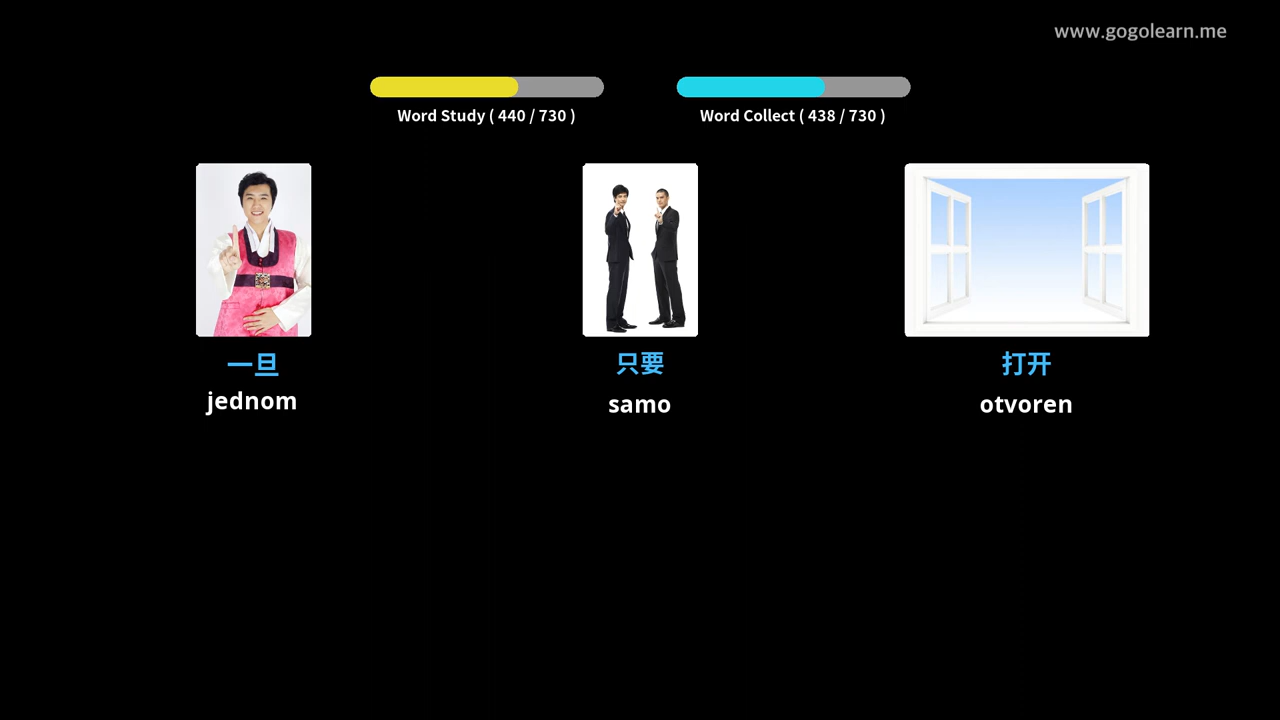 www.gogolearn.me
Word Study ( 440 / 730 )
Word Collect ( 438 / 730 )
一旦
只要
打开
jednom
samo
otvoren